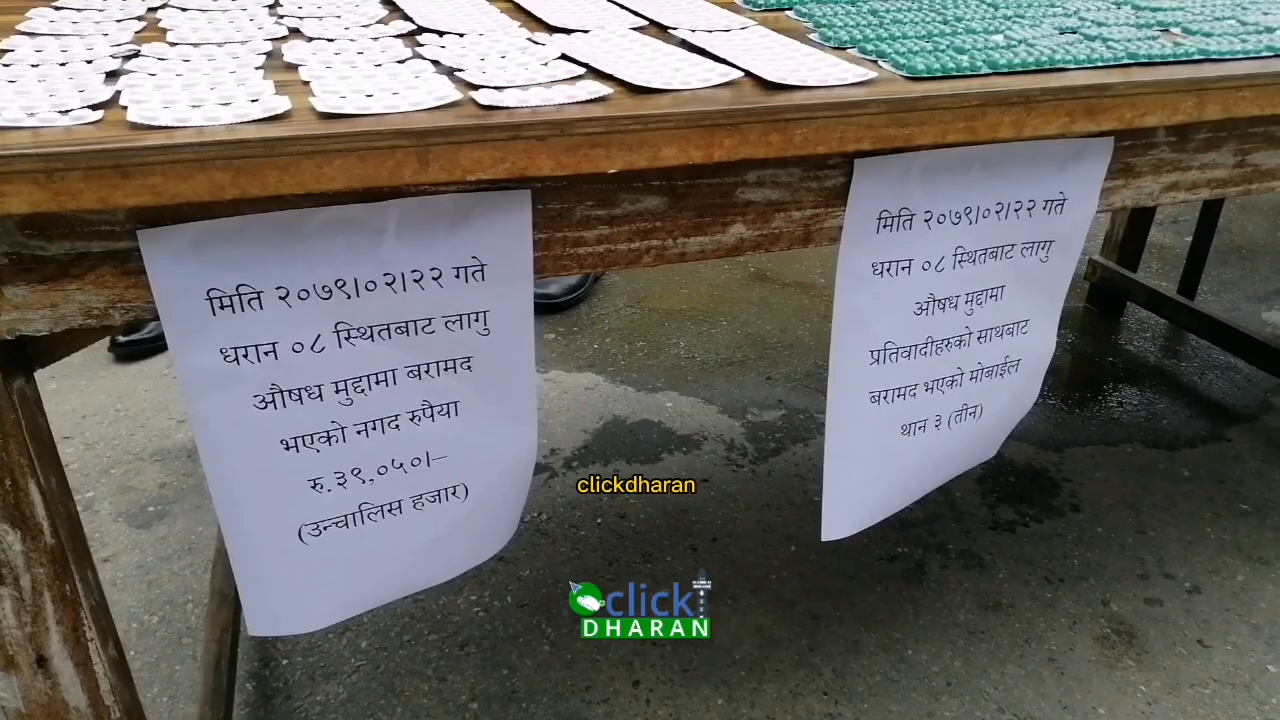 मिति २०७९।०२।२२ गते
धरान ०८ स्थितबाट लागु
औषध मुद्दामा बरामद
भएको नगद रुपैया
रु.३९,०५०।–
(उन्चालिस हजार)
मिति २०७९।०२।२२ गते
धरान ०८ स्थितबाट लागु
औषध मुद्दामा
प्रतिवादीहरुको साथबाट
बरामद भएको मोबाईल
थान ३ (तीन)
clickdharan
click
DHARAN